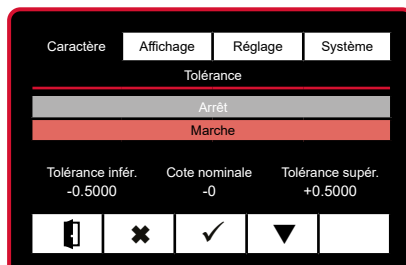 Caractère Affichage Réglage Système
Tolérance
Arrêt
Marche
Tolérance infér. Cote nominale Tolérance supér.
-0.5000 -0 +0.5000